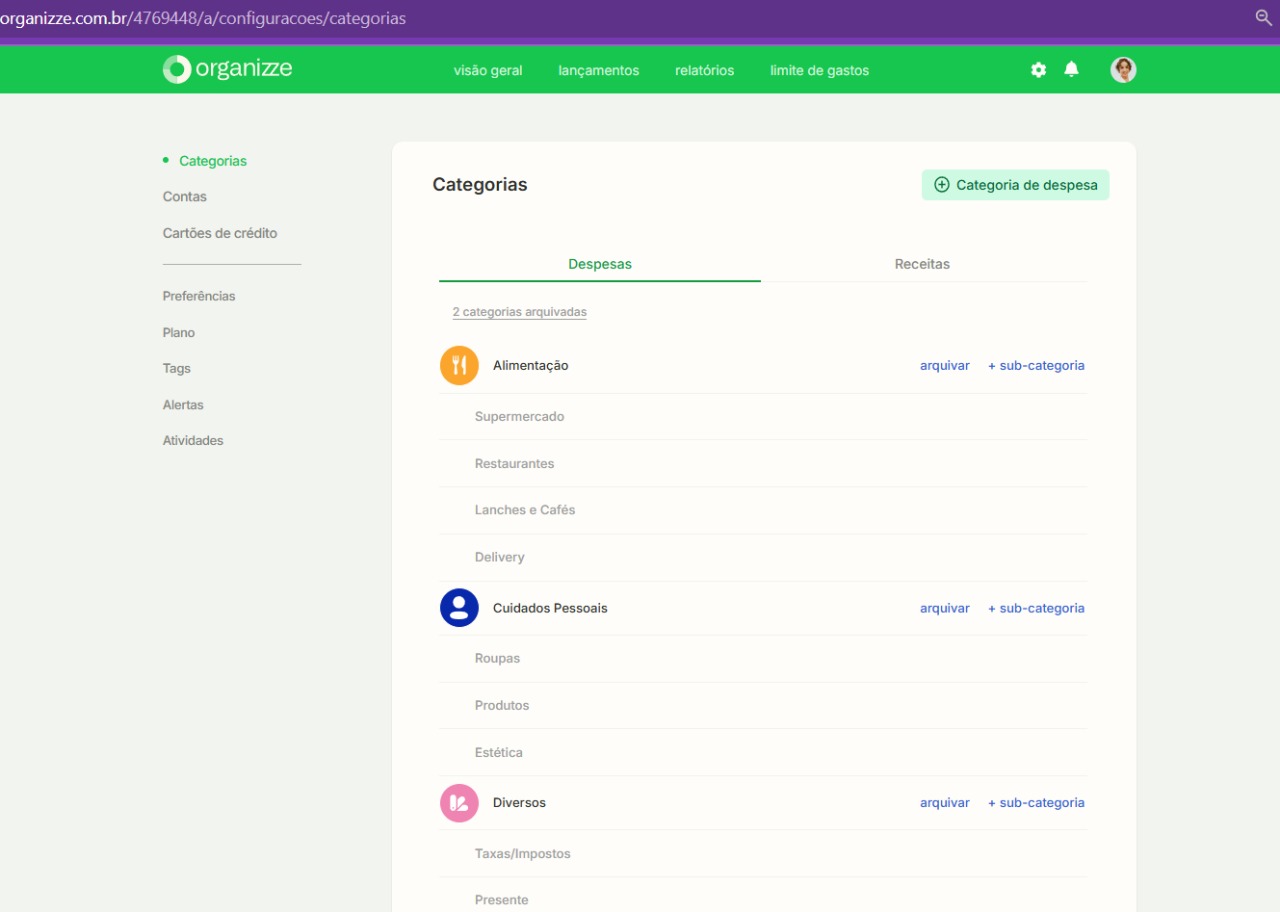 organizze.com.br/4769448/a/configuracoes/categorias
organizze
visão geral
lançamentos
relatórios
limite de gastos
Categorias
Contas
Cartões de crédito
Preferências
Plano
Tags
Alertas
Atividades
Categorias
Categoria de despesa
Despesas
Receitas
2 categorias arquivadas
Alimentação
arquivar
+ sub-categoria
Supermercado
Restaurantes
Lanches e Cafés
Delivery
Cuidados Pessoais
arquivar
+ sub-categoria
Roupas
Produtos
Estética
Diversos
arquivar
+ sub-categoria
Taxas/Impostos
Presente